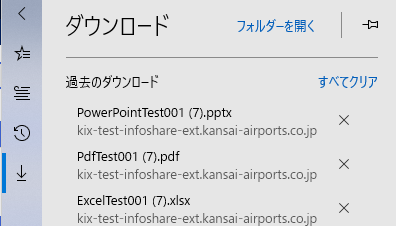 ダウンロード
フォルダーを開く
過去のダウンロード
すべてクリア
PowerPointTest001 (7).pptx
kix-test-infoshare-ext.kansai-airports.co.jp
PdfTest001 (7).pdf
kix-test-infoshare-ext.kansai-airports.co.jp
ExcelTest001 (7).xlsx
kix-test-infoshare-ext.kansai-airports.co.jp